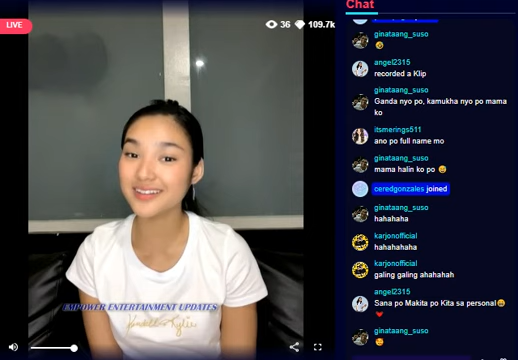 LIVE
36 109.7k
EMPOWER ENTERTAINMENT UPDATES
Kendall + Kylie
Chat
ginataang_suso
angel2315
recorded a Klip
ginataang_suso
Ganda nyo po, kamukha nyo po mama
ko
itsmerings511
ano po full name mo
ginataang_suso
mama halin ko po
ceredgonzales joined
ginataang_suso
hahahaha
karjonofficial
hahahahaha
karjonofficial
galing galing ahahahah
angel2315
Sana po Makita po Kita sa personal
ginataang_suso